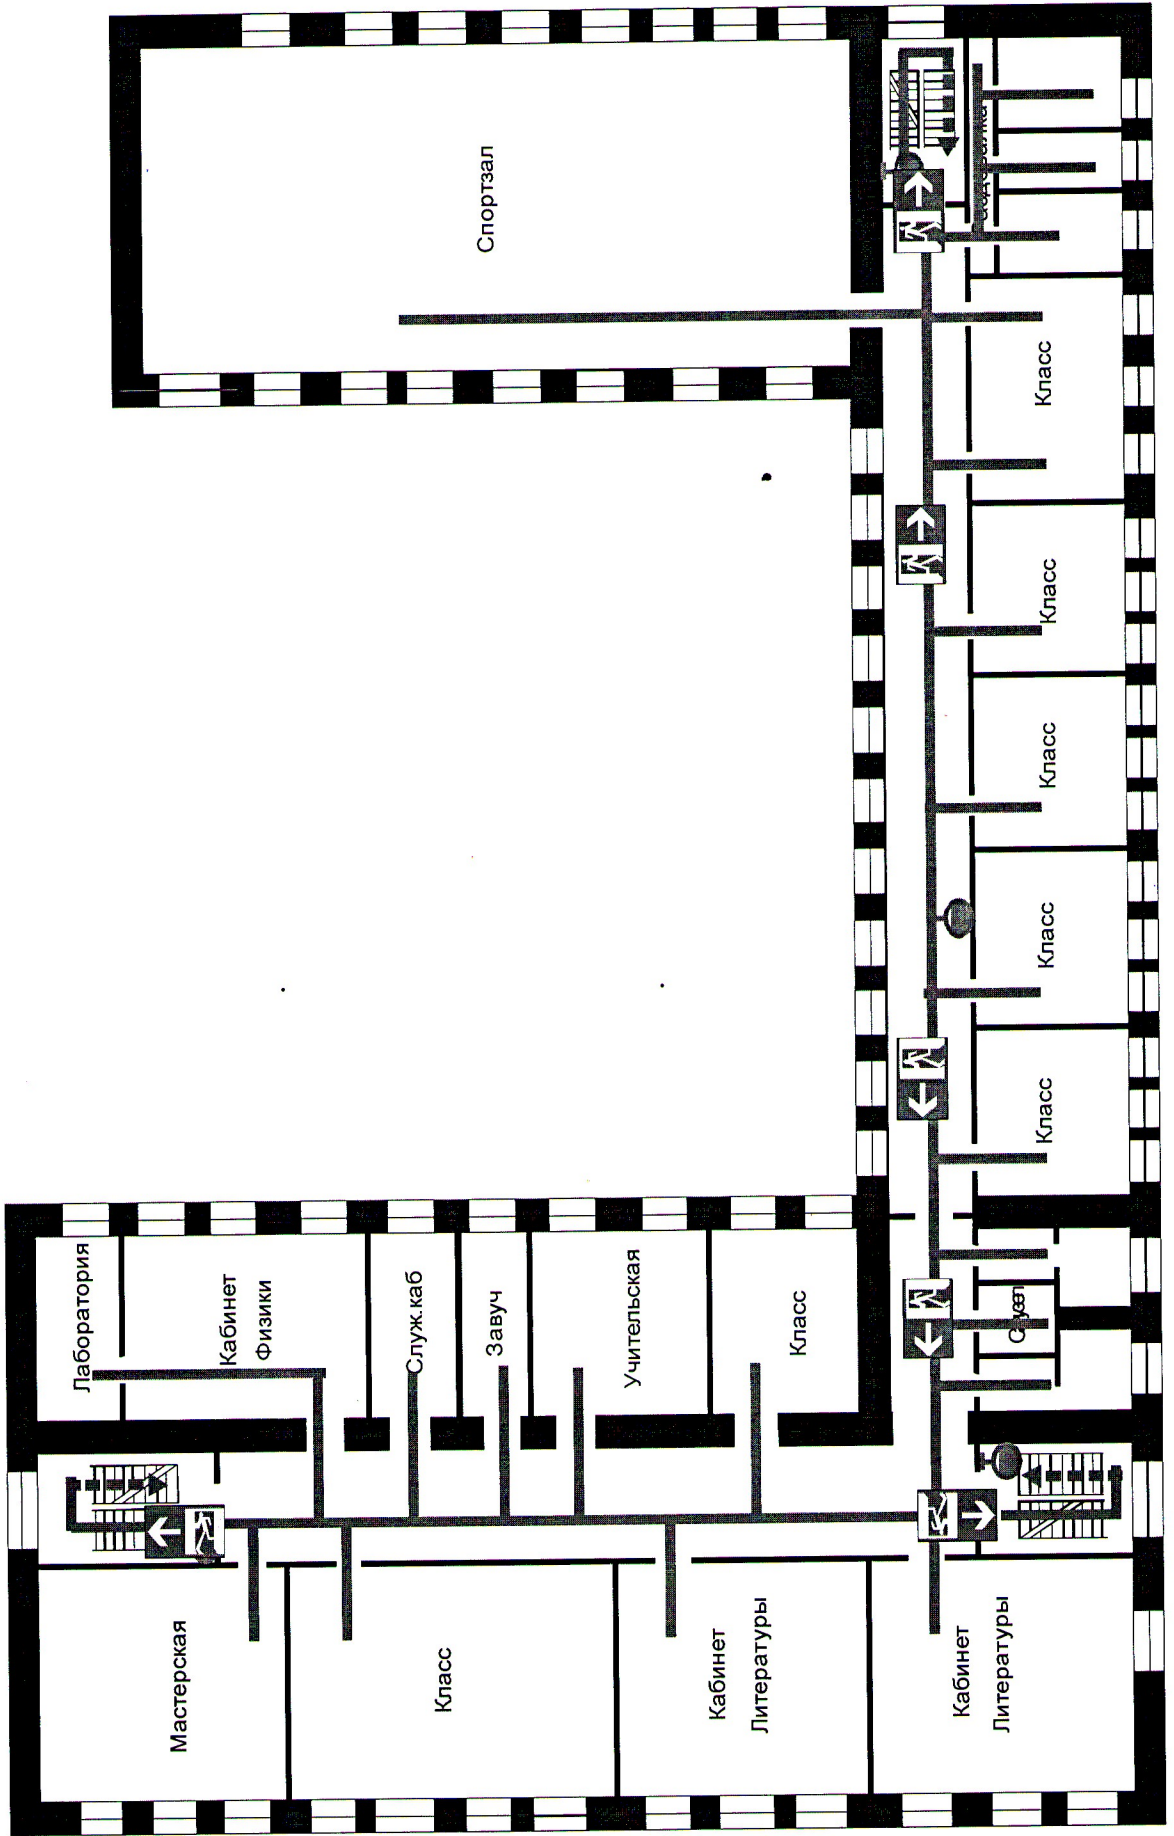 Лаборатория
Мастерская
Кабинет
Физики
Служ.каб
Класс
Завуч
Спортзал
Учительская
Кабинет
Литературы
Класс
Кабинет
Литературы
Класс
Класс
Класс
Класс
Класс